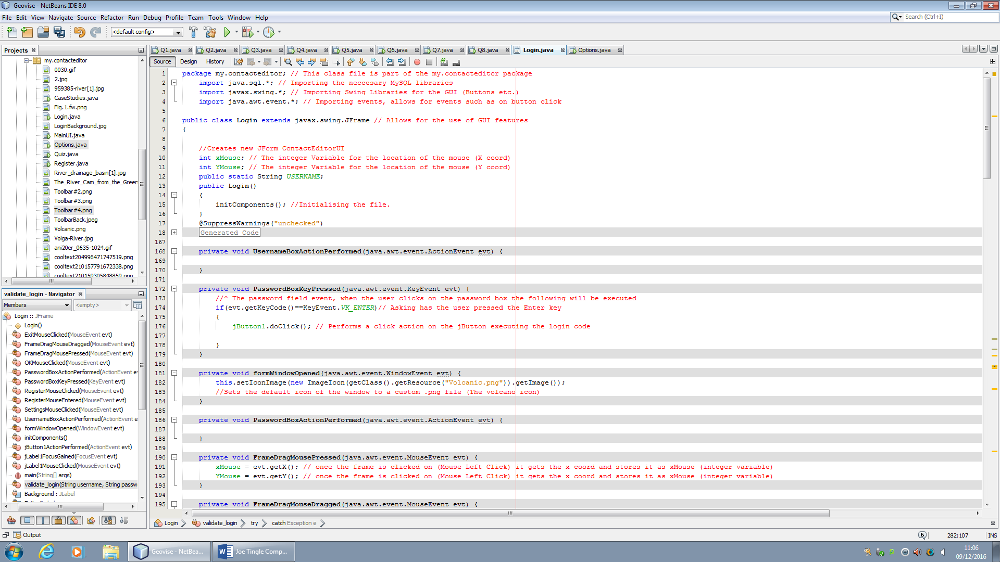 Geovise - NetBeans IDE 8.0
File Edit View Navigate Source Refactor Run Debug Profile Team Tools Window Help
Search (Ctrl+I)
<default config>
Projects
my.contacteditor
0030.gif
2.jpg
959385-river[1].jpg
CaseStudies.java
Fig.1.fw.png
Login.java
LoginBackground.jpg
MainUI.java
Options.java
Quiz.java
Register.java
River_drainage_basin[1].jpg
The_River_Cam_from_the_Green
Toolbar#2.png
Toolbar#3.png
Toolbar#4.png
ToolbarBack.jpeg
Volcanic.png
Volga-River.jpg
ani20er_0635-1024.gif
cooltext204996471747519.png
cooltext210157791672338.png
cooltext210159305848859.png
validate_login - Navigator
Members <empty>
Login :: JFrame
Login()
ExitMouseClicked(MouseEvent evt)
FrameDragMouseDragged(MouseEvent evt)
FrameDragMousePressed(MouseEvent evt)
OKMouseClicked(MouseEvent evt)
PasswordBoxActionPerformed(ActionEvent ev
PasswordBoxKeyPressed(KeyEvent evt)
RegisterMouseClicked(MouseEvent evt)
RegisterMouseEntered(MouseEvent evt)
SettingsMouseClicked(MouseEvent evt)
UsernameBoxActionPerformed(ActionEvent e
formWindowOpened(WindowEvent evt)
initComponents()
jButton1ActionPerformed(ActionEvent evt)
jLabel1FocusGained(FocusEvent evt)
jLabel1MouseClicked(MouseEvent evt)
main(String[] args)
validate_login(String username, String passw
Background : JLabel
Q1.java Q2.java Q3.java Q4.java Q5.java Q6.java Q7.java Q8.java Login.java Options.java
Source Design History
1 package my.contacteditor; // This class file is part of the my.contacteditor package
2 import java.sql.*; // Importing the neccesary MySQL libraries
3 import javax.swing.*; // Importing Swing Libraries for the GUI (Buttons etc.)
4 import java.awt.event.*; // Importing events, allows for events such as on button click
5
6 public class Login extends javax.swing.JFrame // Allows for the use of GUI features
7 {
8
9 //Creates new JForm ContactEditorUI
10 int xMouse; // The integer Variable for the location of the mouse (X coord)
11 int YMouse; // The integer Variable for the location of the mouse (Y coord)
12 public static String USERNAME;
13 public Login()
14 {
15 initComponents(); //Initialising the file.
16 }
17 @SuppressWarnings("unchecked")
18 Generated Code
167
168 private void UsernameBoxActionPerformed(java.awt.event.ActionEvent evt) {
169
170 }
171
172 private void PasswordBoxKeyPressed(java.awt.event.KeyEvent evt) {
173 //^ The password field event, when the user clicks on the password box the following will be executed
174 if(evt.getKeyCode()==KeyEvent.VK_ENTER)// Asking has the user pressed the Enter key
175 {
176 jButton1.doClick(); // Performs a click action on the jButton executing the login code
177
178 }
179 }
180
181 private void formWindowOpened(java.awt.event.WindowEvent evt) {
182 this.setIconImage(new ImageIcon(getClass().getResource("Volcanic.png")).getImage());
183 //Sets the default icon of the window to a custom .png file (The volcano icon)
184 }
185
186 private void PasswordBoxActionPerformed(java.awt.event.ActionEvent evt) {
187
188 }
189
190 private void FrameDragMousePressed(java.awt.event.MouseEvent evt) {
191 xMouse = evt.getX(); // once the frame is clicked on (Mouse Left Click) it gets the x coord and stores it as xMouse (integer variable)
192 YMouse = evt.getY(); // once the frame is clicked on (Mouse Left Click) it gets the x coord and stores it as xMouse (integer variable)
193 }
194
195 private void FrameDragMouseDragged(java.awt.event.MouseEvent evt) {
Login validate_login try catch Exception e
Output
6 282:107 INS
Geovise - NetBea... Joe Tingle Comp...
11:06
09/12/2016